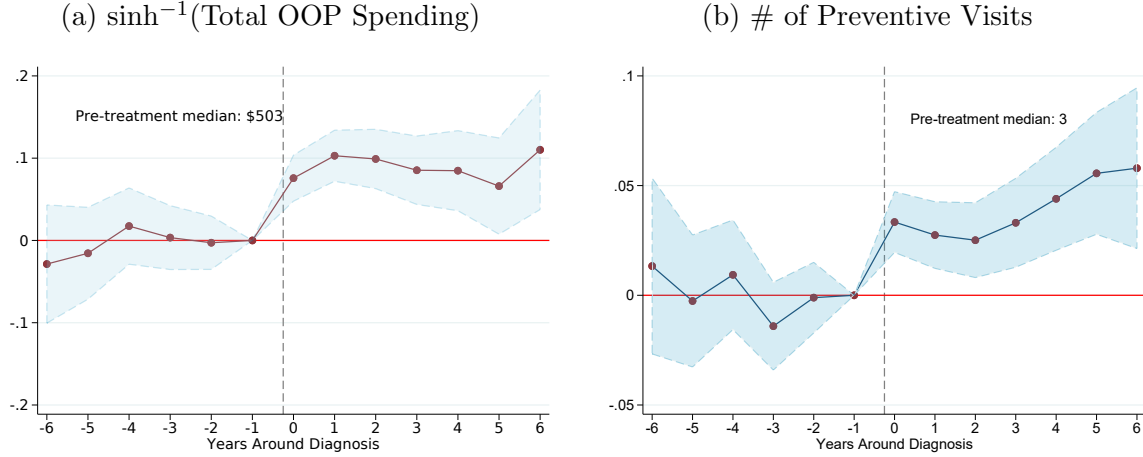 (a) sinh⁻¹(Total OOP Spending)
.2
.1
0
-.1
-.2
Pre-treatment median: $503
-6 -5 -4 -3 -2 -1 0 1 2 3 4 5 6
Years Around Diagnosis
(b) # of Preventive Visits
.1
.05
0
-.05
Pre-treatment median: 3
-6 -5 -4 -3 -2 -1 0 1 2 3 4 5 6
Years Around Diagnosis